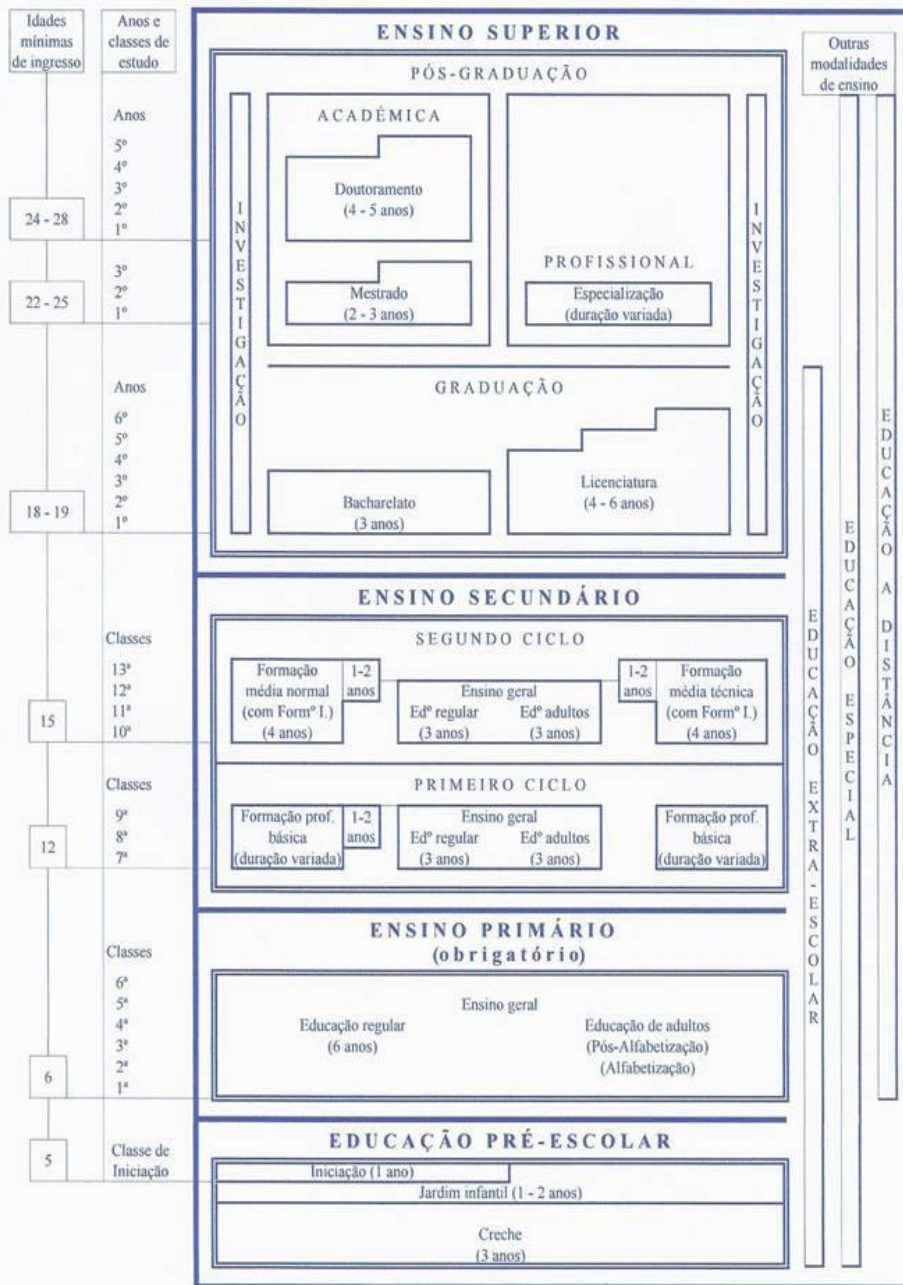 Idades
mínimas
de ingresso
Anos e
classes de
estudo
ENSINO SUPERIOR
Outras
modalidades
de ensino
PÓS-GRADUAÇÃO
Anos
5º
4º
3º
2º
1º
24 - 28
ACADÉMICA
Doutoramento
(4 - 5 anos)
INVESTIGAÇÃO
INVESTIGAÇÃO
3º
2º
1º
22 - 25
Mestrado
(2 - 3 anos)
PROFISSIONAL
Especialização
(duração variada)
Anos
6º
5º
4º
3º
2º
1º
18 - 19
GRADUAÇÃO
Bacharelato
(3 anos)
Licenciatura
(4 - 6 anos)
EDUCAÇÃO EXTRA-ESCOLAR
EDUCAÇÃO ESPECIAL
EDUCAÇÃO A DISTÂNCIA
ENSINO SECUNDÁRIO
SEGUNDO CICLO
Classes
13ª
12ª
11ª
10ª
15
Formação
média normal
(com Formº I.)
(4 anos)
1-2
anos
Ensino geral
Edº regular Edº adultos
(3 anos) (3 anos)
1-2
anos
Formação
média técnica
(com Formº I.)
(4 anos)
PRIMEIRO CICLO
Classes
9ª
8ª
7ª
12
Formação prof.
básica
(duração variada)
1-2
anos
Ensino geral
Edº regular Edº adultos
(3 anos) (3 anos)
Formação prof.
básica
(duração variada)
ENSINO PRIMÁRIO
(obrigatório)
Classes
6ª
5ª
4ª
3ª
2ª
1ª
6
Ensino geral
Educação regular
(6 anos)
Educação de adultos
(Pós-Alfabetização)
(Alfabetização)
EDUCAÇÃO PRÉ-ESCOLAR
5
Classe de
Iniciação
Iniciação (1 ano)
Jardim infantil (1 - 2 anos)
Creche
(3 anos)